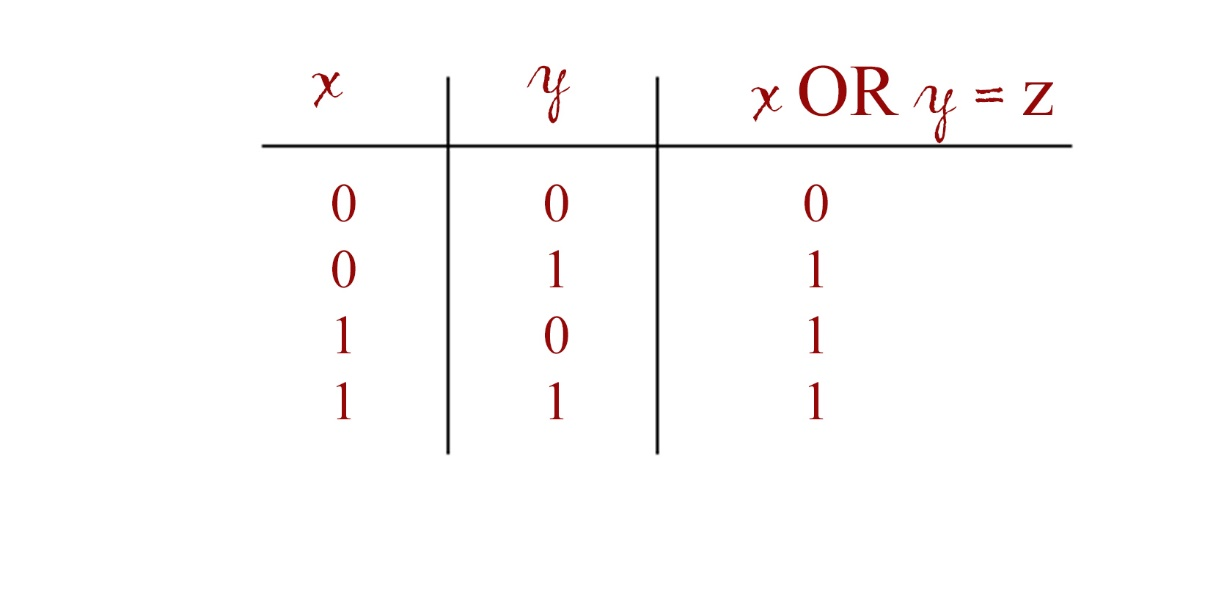 x y x OR y = z
0 0 0
0 1 1
1 0 1
1 1 1